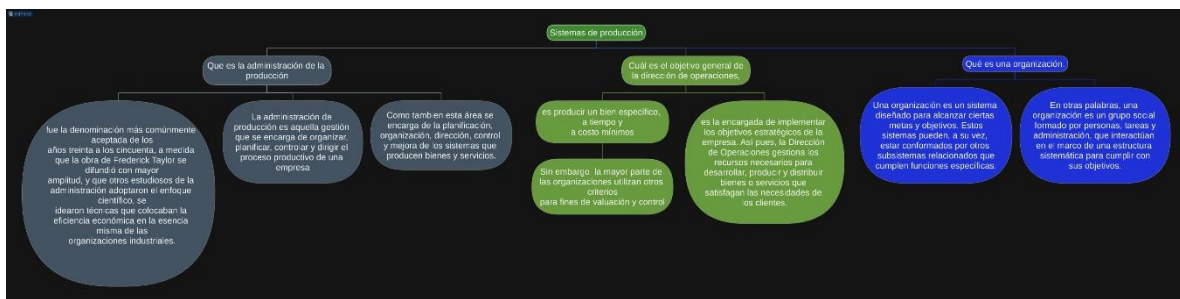 Sistemas de producción
Que es la administración de la
producción
Cuál es el objetivo general de
la dirección de operaciones,
Qué es una organización.
fue la denominación más comúnmente
aceptada de los
años treinta a los cincuenta, a medida
que la obra de Frederick Taylor se
difundió con mayor
amplitud, y que otros estudiosos de la
administración adoptaron el enfoque
científico, se
idearon técnicas que colocaban la
eficiencia económica en la esencia
misma de las
organizaciones industriales.
La administración de
producción es aquella gestión
que se encarga de organizar,
planificar, controlar y dirigir el
proceso productivo de una
empresa
Como tambien esta área se
encarga de la planificación,
organización, dirección, control
y mejora de los sistemas que
producen bienes y servicios.
es producir un bien específico,
a tiempo y
a costo mínimos
Sin embargo, la mayor parte de
las organizaciones utilizan otros
criterios
para fines de valuación y control
es la encargada de implementar
los objetivos estratégicos de la
empresa. Así pues, la Dirección
de Operaciones gestiona los
recursos necesarios para
desarrollar, producir y distribuir
bienes o servicios que
satisfagan las necesidades de
los clientes.
Una organización es un sistema
diseñado para alcanzar ciertas
metas y objetivos. Estos
sistemas pueden, a su vez,
estar conformados por otros
subsistemas relacionados que
cumplen funciones específicas.
En otras palabras, una
organización es un grupo social
formado por personas, tareas y
administración, que interactúan
en el marco de una estructura
sistemática para cumplir con
sus objetivos.